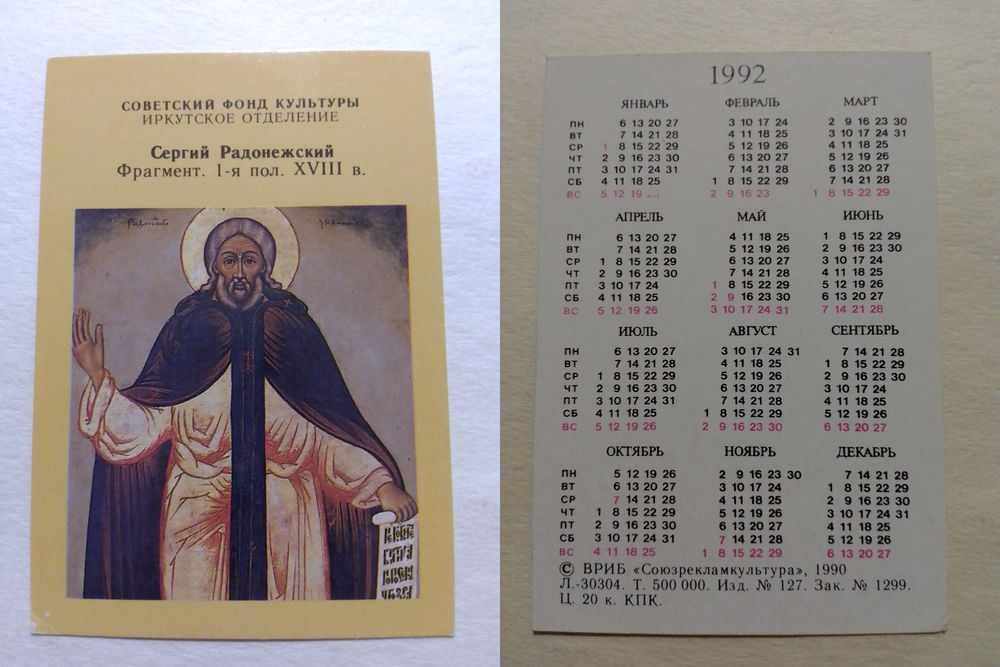 СОВЕТСКИЙ ФОНД КУЛЬТУРЫ
ИРКУТСКОЕ ОТДЕЛЕНИЕ
Сергий Радонежский
Фрагмент. 1-я пол. XVIII в.
1992
ЯНВАРЬ ФЕВРАЛЬ МАРТ
ПН 6 13 20 27 3 10 17 24 2 9 16 23 30
ВТ 7 14 21 28 4 11 18 25 3 10 17 24 31
СР 1 8 15 22 29 5 12 19 26 4 11 18 25
ЧТ 2 9 16 23 30 6 13 20 27 5 12 19 26
ПТ 3 10 17 24 31 7 14 21 28 6 13 20 27
СБ 4 11 18 25 1 8 15 22 29 7 14 21 28
ВС 5 12 19 2 9 16 23 1 8 15 22 29
АПРЕЛЬ МАЙ ИЮНЬ
ПН 6 13 20 27 4 11 18 25 1 8 15 22 29
ВТ 7 14 21 28 5 12 19 26 2 9 16 23 30
СР 1 8 15 22 29 6 13 20 27 3 10 17 24
ЧТ 2 9 16 23 30 7 14 21 28 4 11 18 25
ПТ 3 10 17 24 1 8 15 22 29 5 12 19 26
СБ 4 11 18 25 2 9 16 23 30 6 13 20 27
ВС 5 12 19 26 3 10 17 24 31 7 14 21 28
ИЮЛЬ АВГУСТ СЕНТЯБРЬ
ПН 6 13 20 27 3 10 17 24 31 7 14 21 28
ВТ 7 14 21 28 4 11 18 25 1 8 15 22 29
СР 1 8 15 22 29 5 12 19 26 2 9 16 23 30
ЧТ 2 9 16 23 30 6 13 20 27 3 10 17 24
ПТ 3 10 17 24 31 7 14 21 28 4 11 18 25
СБ 4 11 18 25 1 8 15 22 29 5 12 19 26
ВС 5 12 19 26 2 9 16 23 30 6 13 20 27
ОКТЯБРЬ НОЯБРЬ ДЕКАБРЬ
ПН 5 12 19 26 2 9 16 23 30 7 14 21 28
ВТ 6 13 20 27 3 10 17 24 1 8 15 22 29
СР 7 14 21 28 4 11 18 25 2 9 16 23 30
ЧТ 1 8 15 22 29 5 12 19 26 3 10 17 24 31
ПТ 2 9 16 23 30 6 13 20 27 4 11 18 25
СБ 3 10 17 24 31 7 14 21 28 5 12 19 26
ВС 4 11 18 25 1 8 15 22 29 6 13 20 27
© ВРИБ «Союзрекламкультура», 1990
Л.-30304. Т. 500 000. Изд. № 127. Зак. № 1299.
Ц. 20 к. КПК.